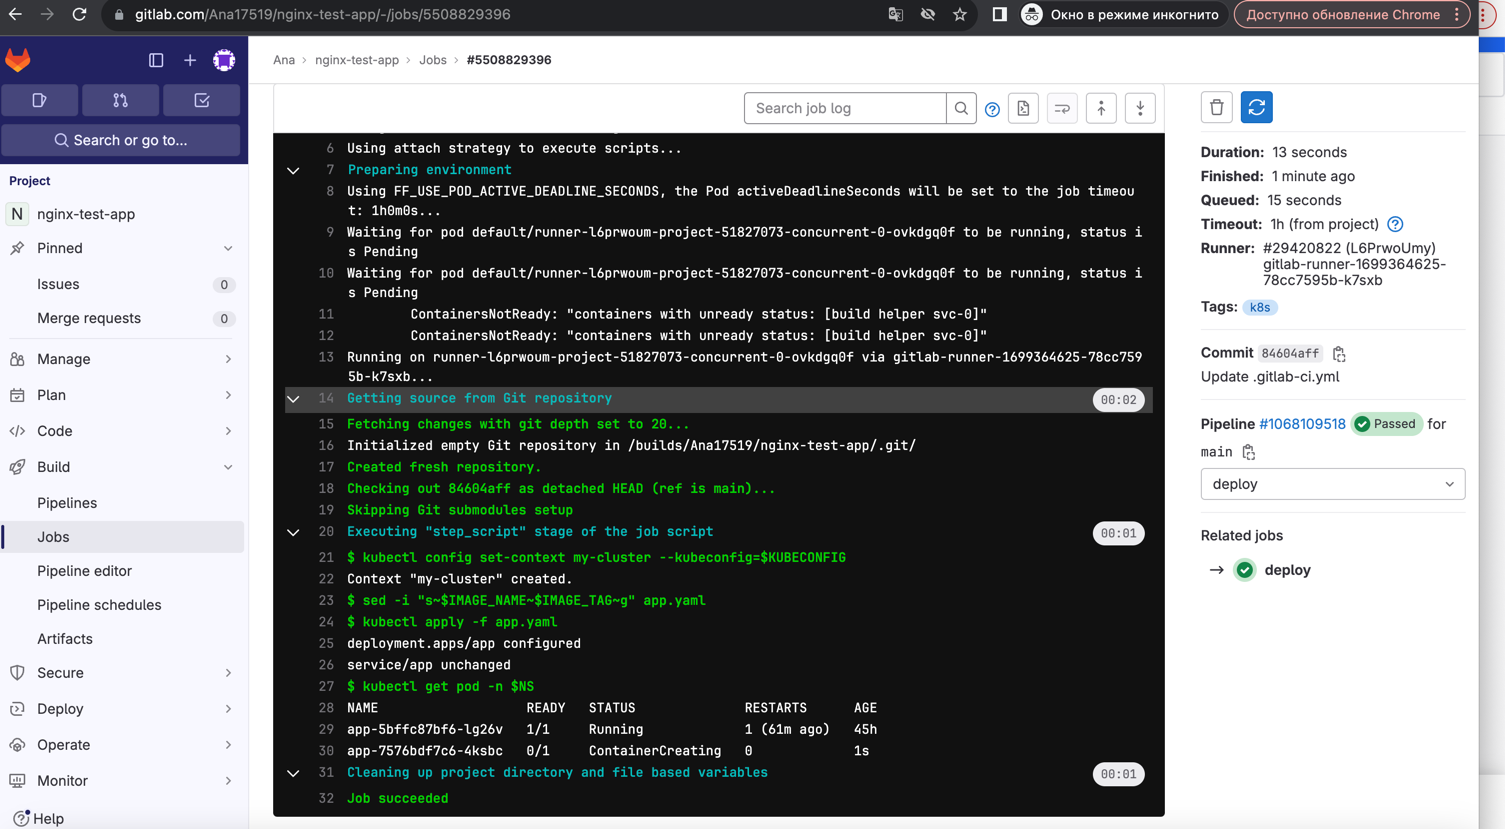 gitlab.com/Ana17519/nginx-test-app/-/jobs/5508829396
Окно в режиме инкогнито
Доступно обновление Chrome
Search or go to...
Project
N nginx-test-app
Pinned
Issues 0
Merge requests 0
Manage
Plan
Code
Build
Pipelines
Jobs
Pipeline editor
Pipeline schedules
Artifacts
Secure
Deploy
Operate
Monitor
Help
Ana › nginx-test-app › Jobs › #5508829396
Search job log
6 Using attach strategy to execute scripts...
7 Preparing environment
8 Using FF_USE_POD_ACTIVE_DEADLINE_SECONDS, the Pod activeDeadlineSeconds will be set to the job timeou
t: 1h0m0s...
9 Waiting for pod default/runner-l6prwoum-project-51827073-concurrent-0-ovkdgq0f to be running, status i
s Pending
10 Waiting for pod default/runner-l6prwoum-project-51827073-concurrent-0-ovkdgq0f to be running, status i
s Pending
11 ContainersNotReady: "containers with unready status: [build helper svc-0]"
12 ContainersNotReady: "containers with unready status: [build helper svc-0]"
13 Running on runner-l6prwoum-project-51827073-concurrent-0-ovkdgq0f via gitlab-runner-1699364625-78cc759
5b-k7sxb...
14 Getting source from Git repository 00:02
15 Fetching changes with git depth set to 20...
16 Initialized empty Git repository in /builds/Ana17519/nginx-test-app/.git/
17 Created fresh repository.
18 Checking out 84604aff as detached HEAD (ref is main)...
19 Skipping Git submodules setup
20 Executing "step_script" stage of the job script 00:01
21 $ kubectl config set-context my-cluster --kubeconfig=$KUBECONFIG
22 Context "my-cluster" created.
23 $ sed -i "s~$IMAGE_NAME~$IMAGE_TAG~g" app.yaml
24 $ kubectl apply -f app.yaml
25 deployment.apps/app configured
26 service/app unchanged
27 $ kubectl get pod -n $NS
28 NAME READY STATUS RESTARTS AGE
29 app-5bffc87bf6-lg26v 1/1 Running 1 (61m ago) 45h
30 app-7576bdf7c6-4ksbc 0/1 ContainerCreating 0 1s
31 Cleaning up project directory and file based variables 00:01
32 Job succeeded
Duration: 13 seconds
Finished: 1 minute ago
Queued: 15 seconds
Timeout: 1h (from project)
Runner: #29420822 (L6PrwoUmy)
gitlab-runner-1699364625-
78cc7595b-k7sxb
Tags: k8s
Commit 84604aff
Update .gitlab-ci.yml
Pipeline #1068109518 Passed for
main
deploy
Related jobs
→ deploy